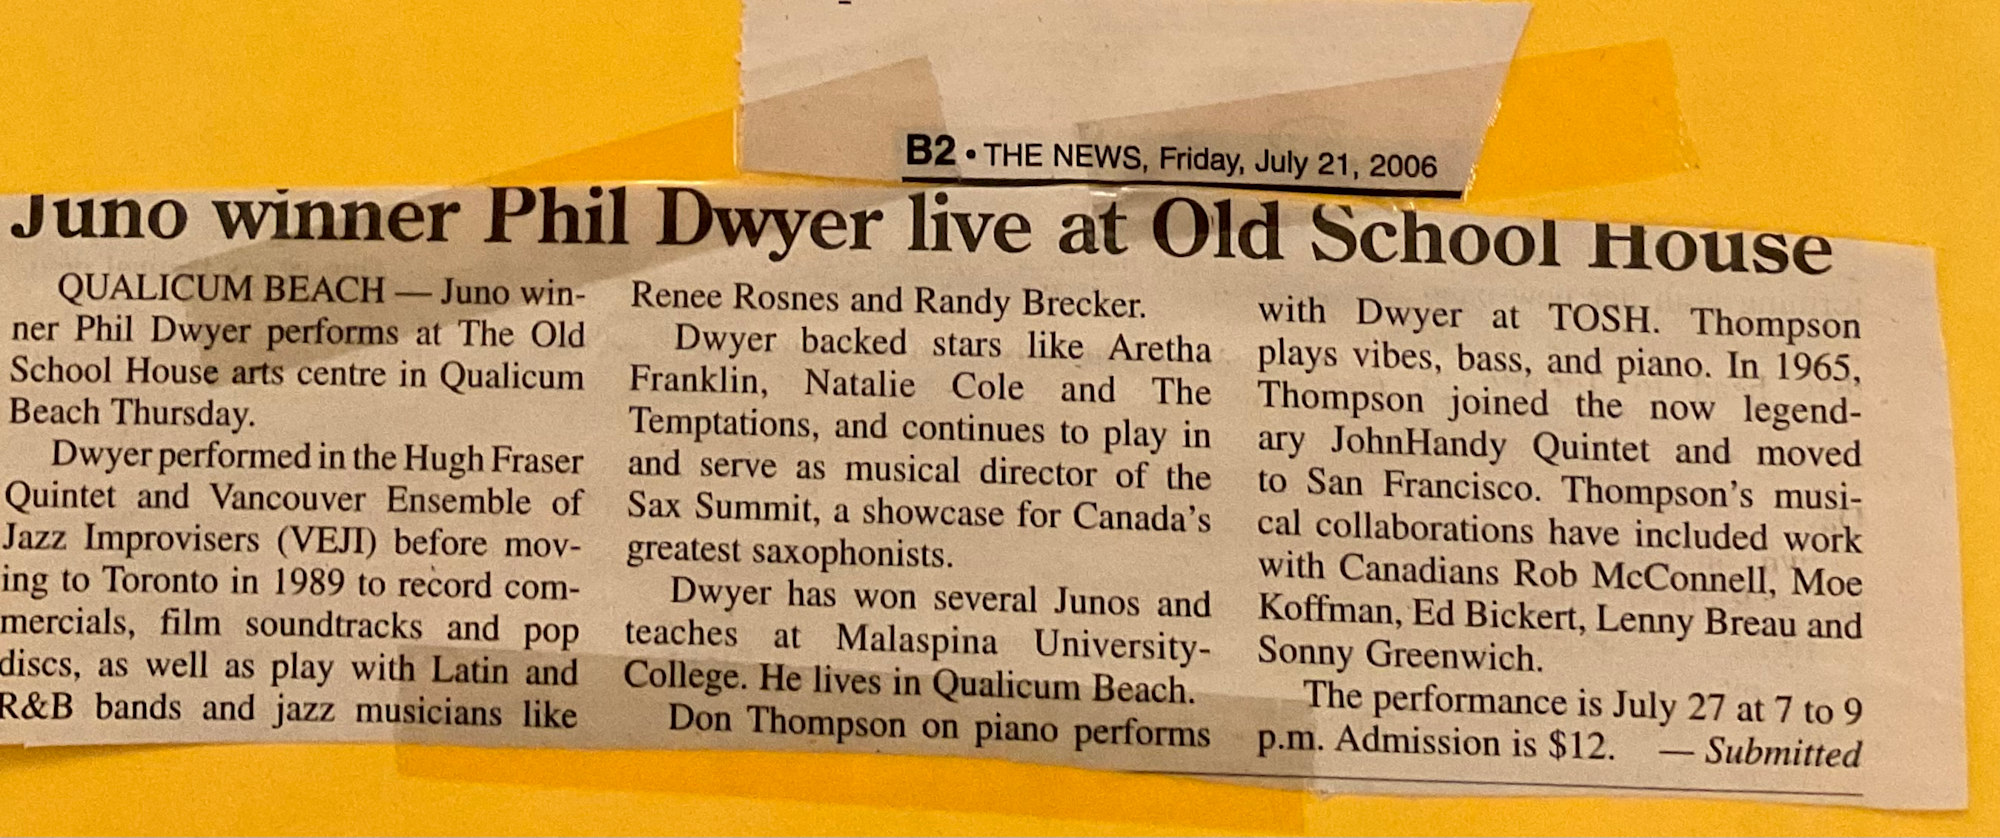 B2 • THE NEWS, Friday, July 21, 2006
Juno winner Phil Dwyer live at Old School House
QUALICUM BEACH — Juno win-
ner Phil Dwyer performs at The Old
School House arts centre in Qualicum
Beach Thursday.
Dwyer performed in the Hugh Fraser
Quintet and Vancouver Ensemble of
Jazz Improvisers (VEJI) before mov-
ing to Toronto in 1989 to record com-
mercials, film soundtracks and pop
discs, as well as play with Latin and
R&B bands and jazz musicians like
Renee Rosnes and Randy Brecker.
Dwyer backed stars like Aretha
Franklin, Natalie Cole and The
Temptations, and continues to play in
and serve as musical director of the
Sax Summit, a showcase for Canada's
greatest saxophonists.
Dwyer has won several Junos and
teaches at Malaspina University-
College. He lives in Qualicum Beach.
Don Thompson on piano performs
with Dwyer at TOSH. Thompson
plays vibes, bass, and piano. In 1965,
Thompson joined the now legend-
ary JohnHandy Quintet and moved
to San Francisco. Thompson's musi-
cal collaborations have included work
with Canadians Rob McConnell, Moe
Koffman, Ed Bickert, Lenny Breau and
Sonny Greenwich.
The performance is July 27 at 7 to 9
p.m. Admission is $12. — Submitted